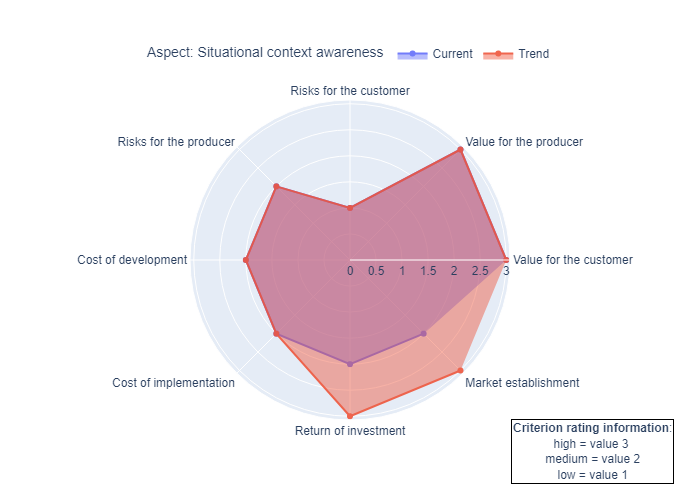 Aspect: Situational context awareness
Current
Trend
Risks for the customer
Risks for the producer
Value for the producer
Cost of development
Value for the customer
0 0.5 1 1.5 2 2.5 3
Cost of implementation
Market establishment
Return of investment
Criterion rating information:
high = value 3
medium = value 2
low = value 1